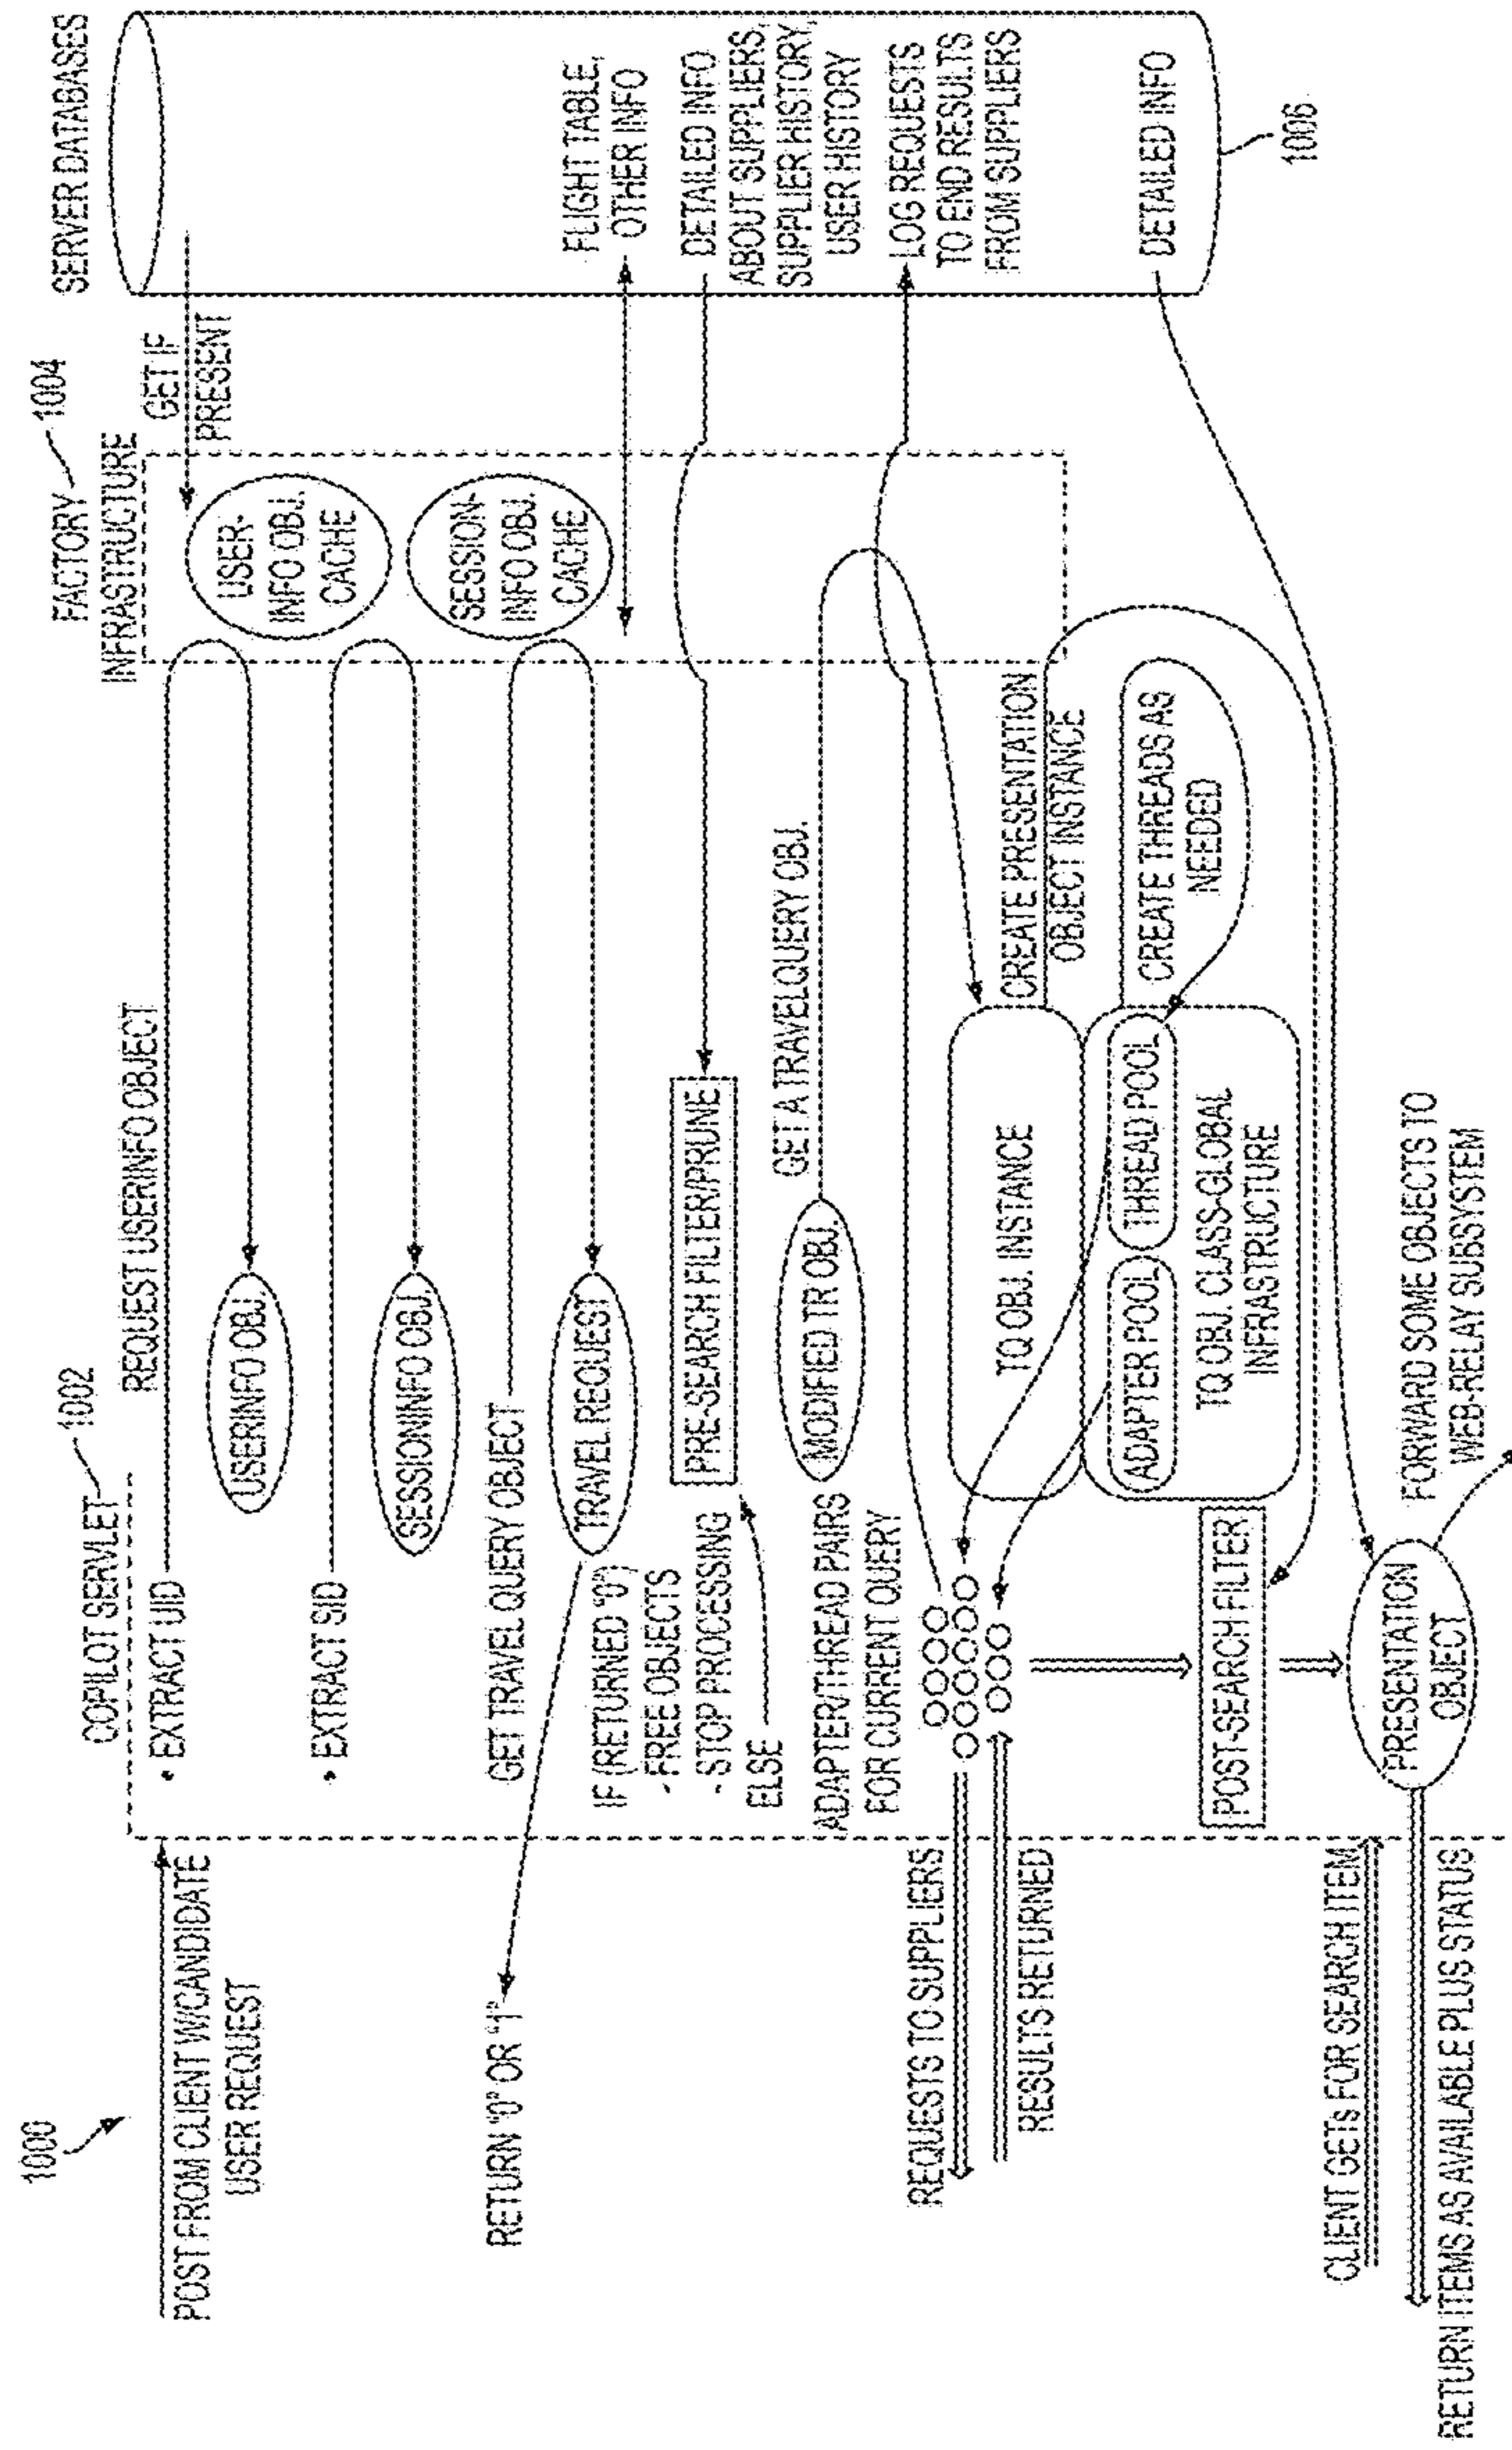 1000
POST FROM CLIENT W/CANDIDATE
USER REQUEST
RETURN "0" OR "1"
REQUESTS TO SUPPLIERS
RESULTS RETURNED
CLIENT GETs FOR SEARCH ITEM
RETURN ITEMS AS AVAILABLE PLUS STATUS
COPILOT SERVLET
1002
• EXTRACT UID
REQUEST USERINFO OBJECT
USERINFO OBJ.
• EXTRACT SID
SESSIONINFO OBJ.
GET TRAVEL QUERY OBJECT
TRAVEL REQUEST
IF (RETURNED "0")
- FREE OBJECTS
- STOP PROCESSING
ELSE
PRE-SEARCH FILTER/PRUNE
MODIFIED TR OBJ.
GET A TRAVELQUERY OBJ.
ADAPTER/THREAD PAIRS
FOR CURRENT QUERY
TQ OBJ. INSTANCE
ADAPTER POOL
THREAD POOL
TQ OBJ. CLASS-GLOBAL
INFRASTRUCTURE
CREATE PRESENTATION
OBJECT INSTANCE
CREATE THREADS AS
NEEDED
POST-SEARCH FILTER
PRESENTATION
OBJECT
FORWARD SOME OBJECTS TO
WEB-RELAY SUBSYSTEM
FACTORY
INFRASTRUCTURE
1004
USER-
INFO OBJ.
CACHE
SESSION-
INFO OBJ.
CACHE
GET IF
PRESENT
SERVER DATABASES
FLIGHT TABLE,
OTHER INFO
DETAILED INFO
ABOUT SUPPLIERS,
SUPPLIER HISTORY,
USER HISTORY
LOG REQUESTS
TO END RESULTS
FROM SUPPLIERS
DETAILED INFO
1006